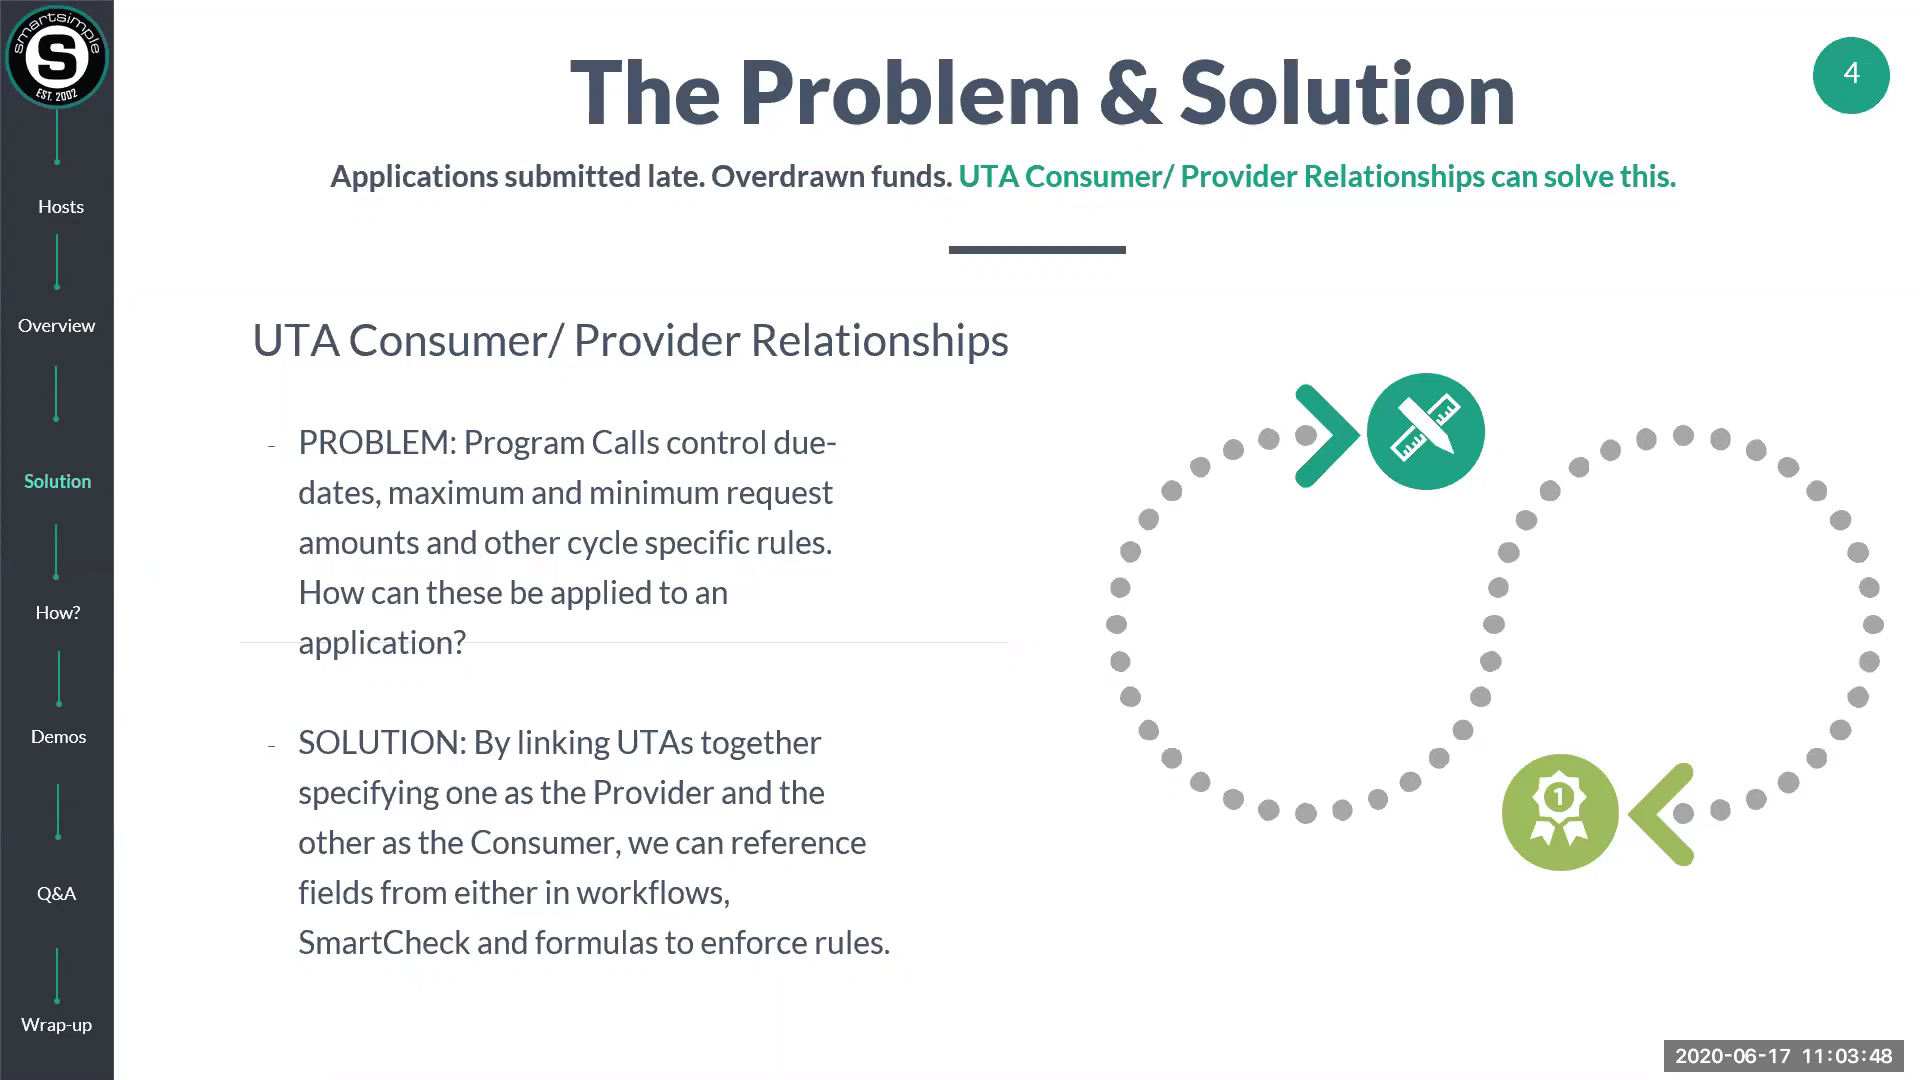 smartsimple
S
EST. 2002
Hosts
Overview
Solution
How?
Demos
Q&A
Wrap-up
The Problem & Solution
4
Applications submitted late. Overdrawn funds. UTA Consumer/ Provider Relationships can solve this.
UTA Consumer/ Provider Relationships
- PROBLEM: Program Calls control due-
dates, maximum and minimum request
amounts and other cycle specific rules.
How can these be applied to an
application?
- SOLUTION: By linking UTAs together
specifying one as the Provider and the
other as the Consumer, we can reference
fields from either in workflows,
SmartCheck and formulas to enforce rules.
1
2020-06-17 11:03:48